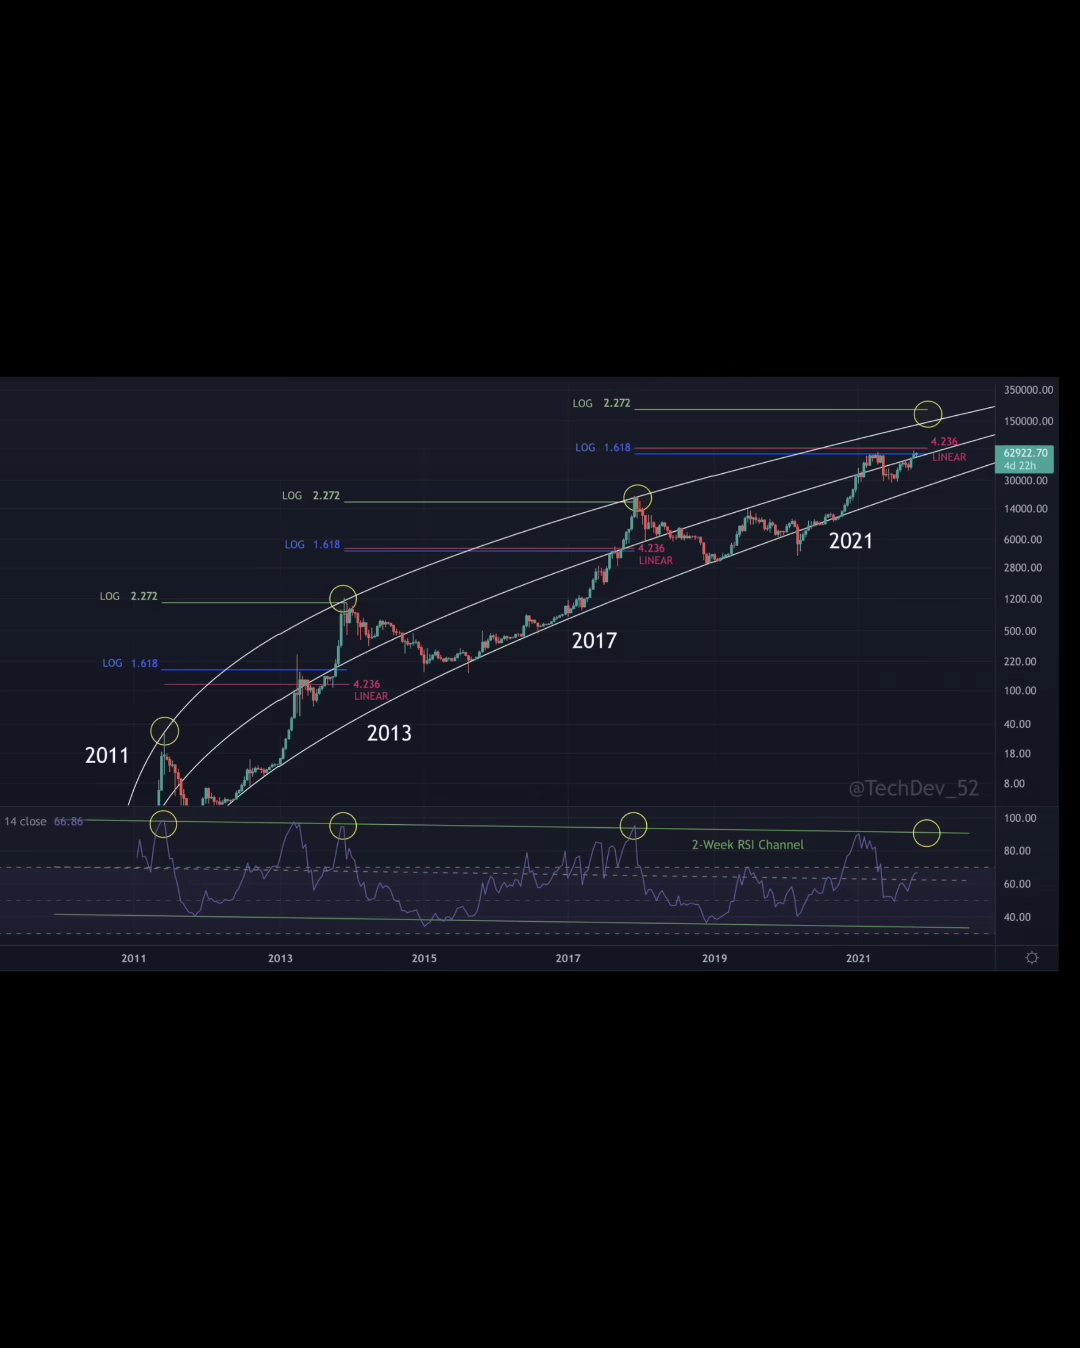 350000.00
LOG 2.272
150000.00
4.236
LOG 1.618
LINEAR
62922.70
4d 22h
30000.00
LOG 2.272
14000.00
2021
6000.00
LOG 1.618
4.236
LINEAR
2800.00
LOG 2.272
1200.00
500.00
2017
220.00
LOG 1.618
4.236
LINEAR
100.00
40.00
2013
2011
18.00
@TechDev_52
8.00
14 close 66.86
100.00
2-Week RSI Channel
80.00
60.00
40.00
2011 2013 2015 2017 2019 2021